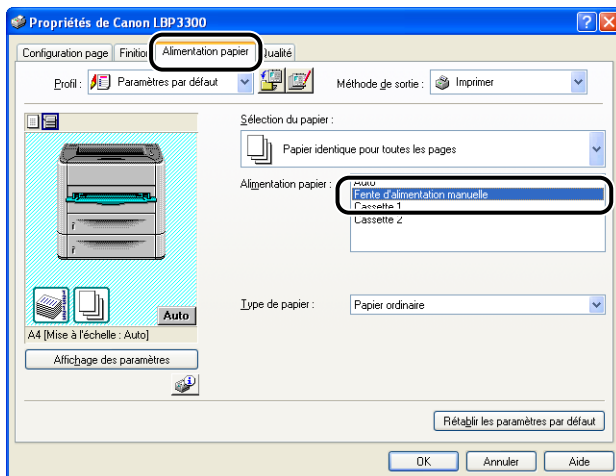 Propriétés de Canon LBP3300
Configuration page
Finition
Alimentation papier
Qualité
Profil :
Paramètres par défaut
Méthode de sortie :
Imprimer
Sélection du papier :
Papier identique pour toutes les pages
Alimentation papier :
Auto
Fente d'alimentation manuelle
Cassette 1
Cassette 2
Auto
Type de papier :
Papier ordinaire
A4 [Mise à l'échelle : Auto]
Affichage des paramètres
Rétablir les paramètres par défaut
OK
Annuler
Aide